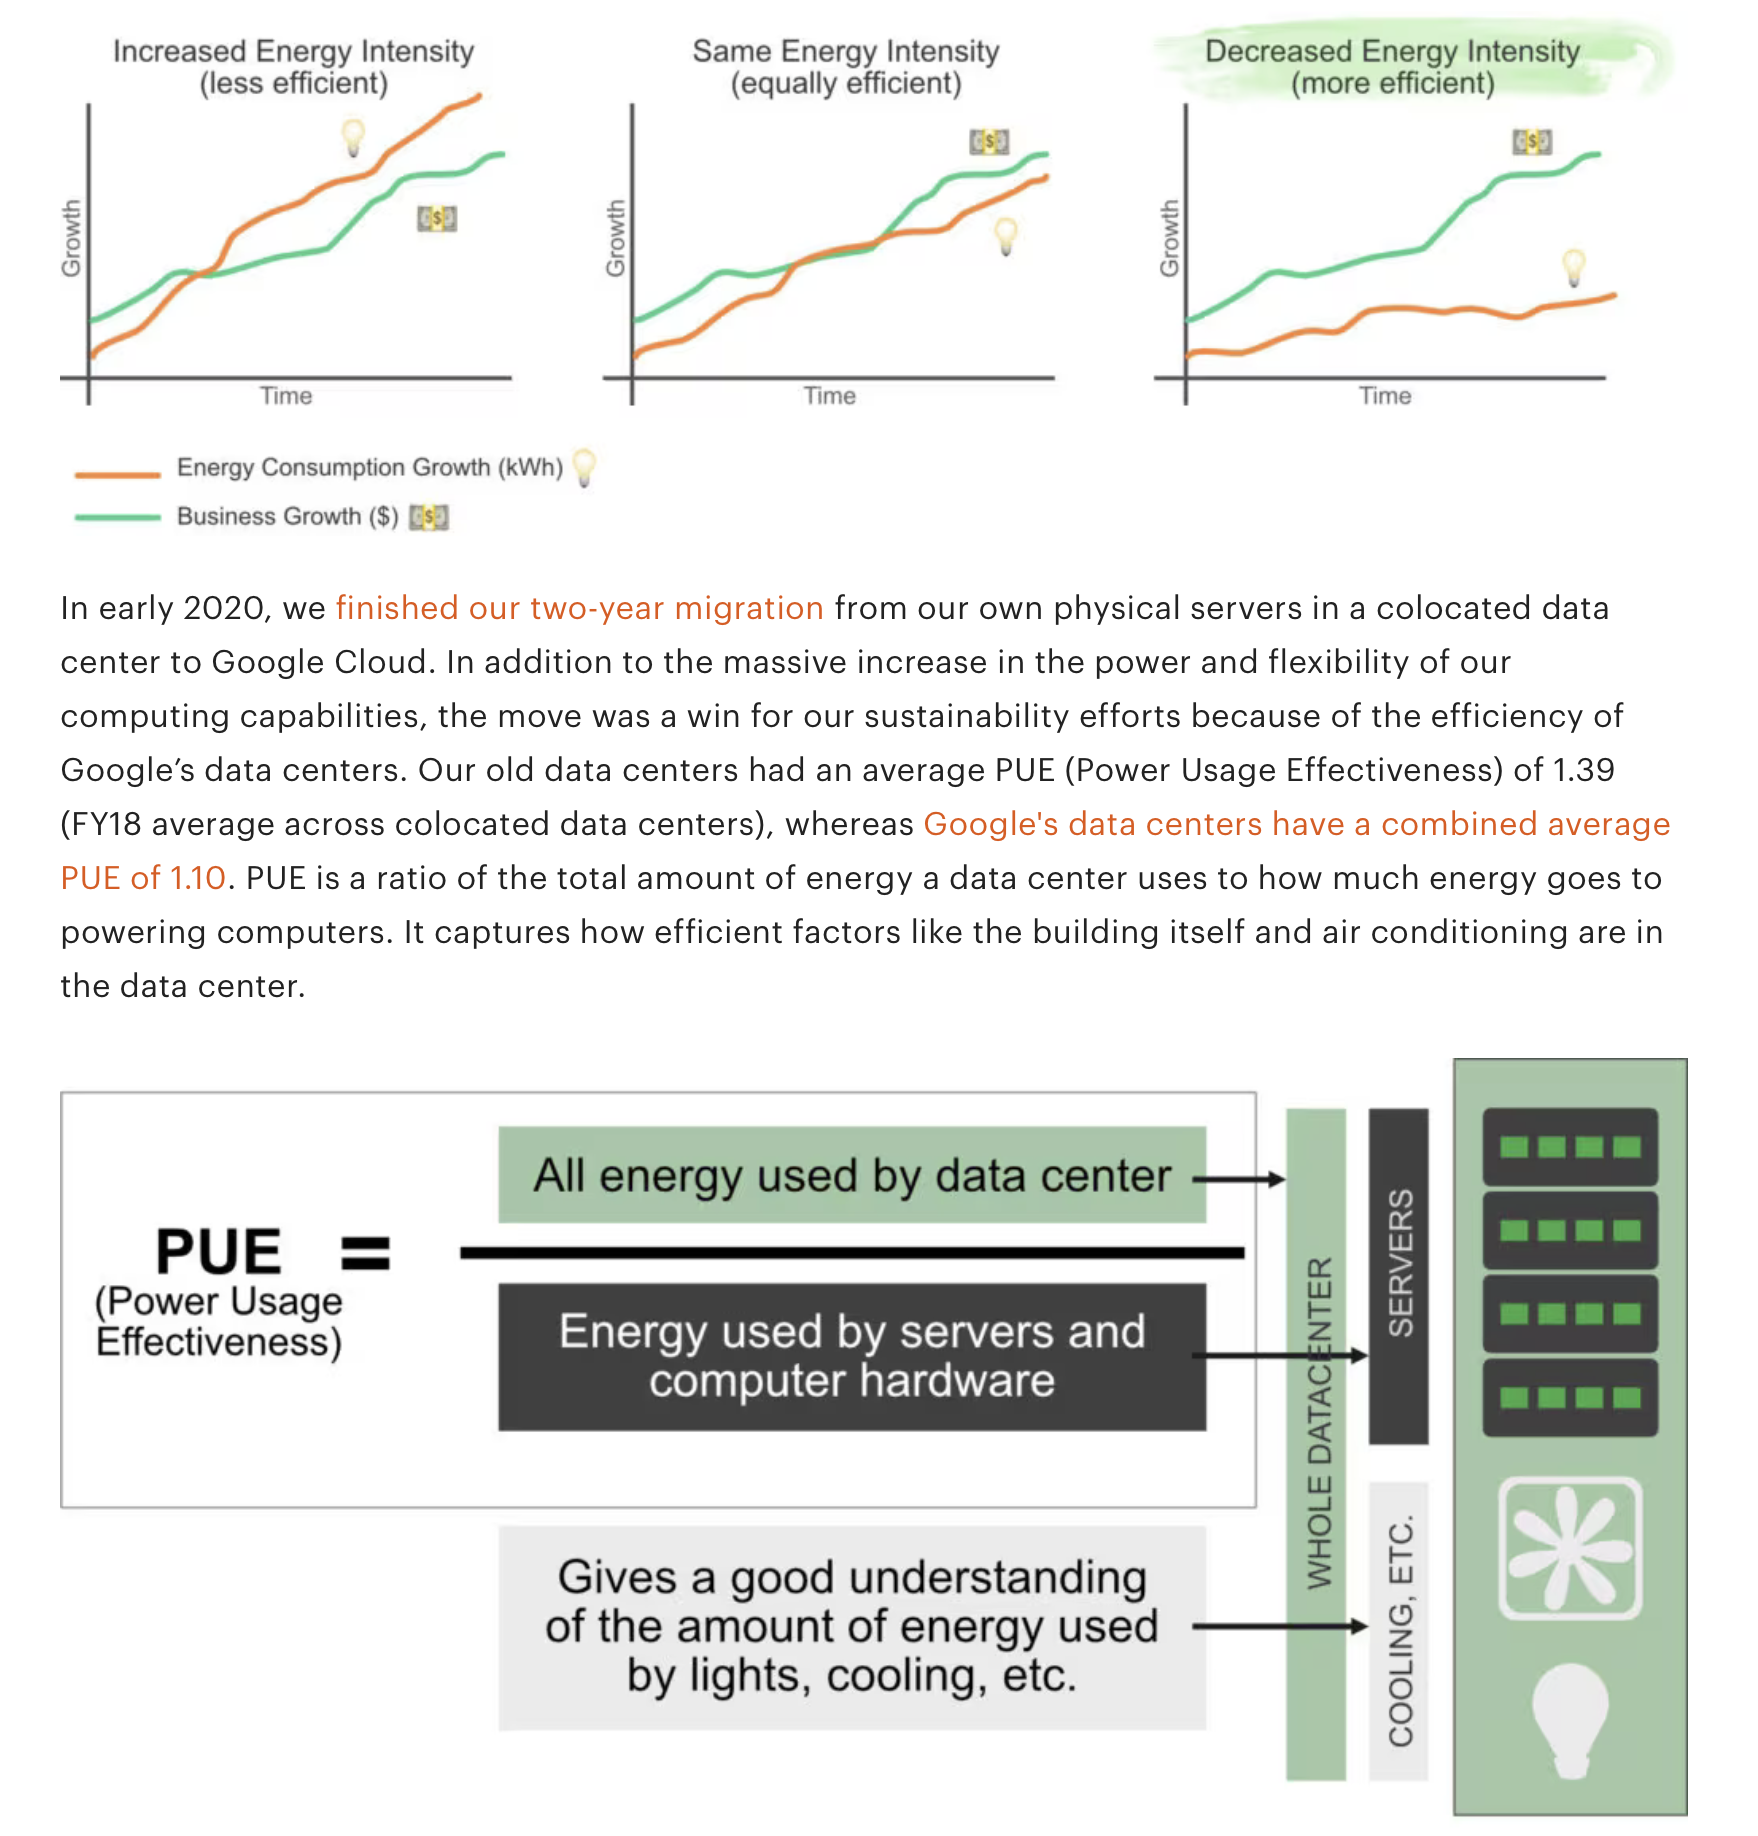 Increased Energy Intensity
(less efficient)
Growth
Time
Same Energy Intensity
(equally efficient)
Growth
Time
Decreased Energy Intensity
(more efficient)
Growth
Time
Energy Consumption Growth (kWh)
Business Growth ($)
In early 2020, we finished our two-year migration from our own physical servers in a colocated data
center to Google Cloud. In addition to the massive increase in the power and flexibility of our
computing capabilities, the move was a win for our sustainability efforts because of the efficiency of
Google’s data centers. Our old data centers had an average PUE (Power Usage Effectiveness) of 1.39
(FY18 average across colocated data centers), whereas Google's data centers have a combined average
PUE of 1.10. PUE is a ratio of the total amount of energy a data center uses to how much energy goes to
powering computers. It captures how efficient factors like the building itself and air conditioning are in
the data center.
PUE =
(Power Usage
Effectiveness)
All energy used by data center
Energy used by servers and
computer hardware
Gives a good understanding
of the amount of energy used
by lights, cooling, etc.
WHOLE DATACENTER
SERVERS
COOLING, ETC.